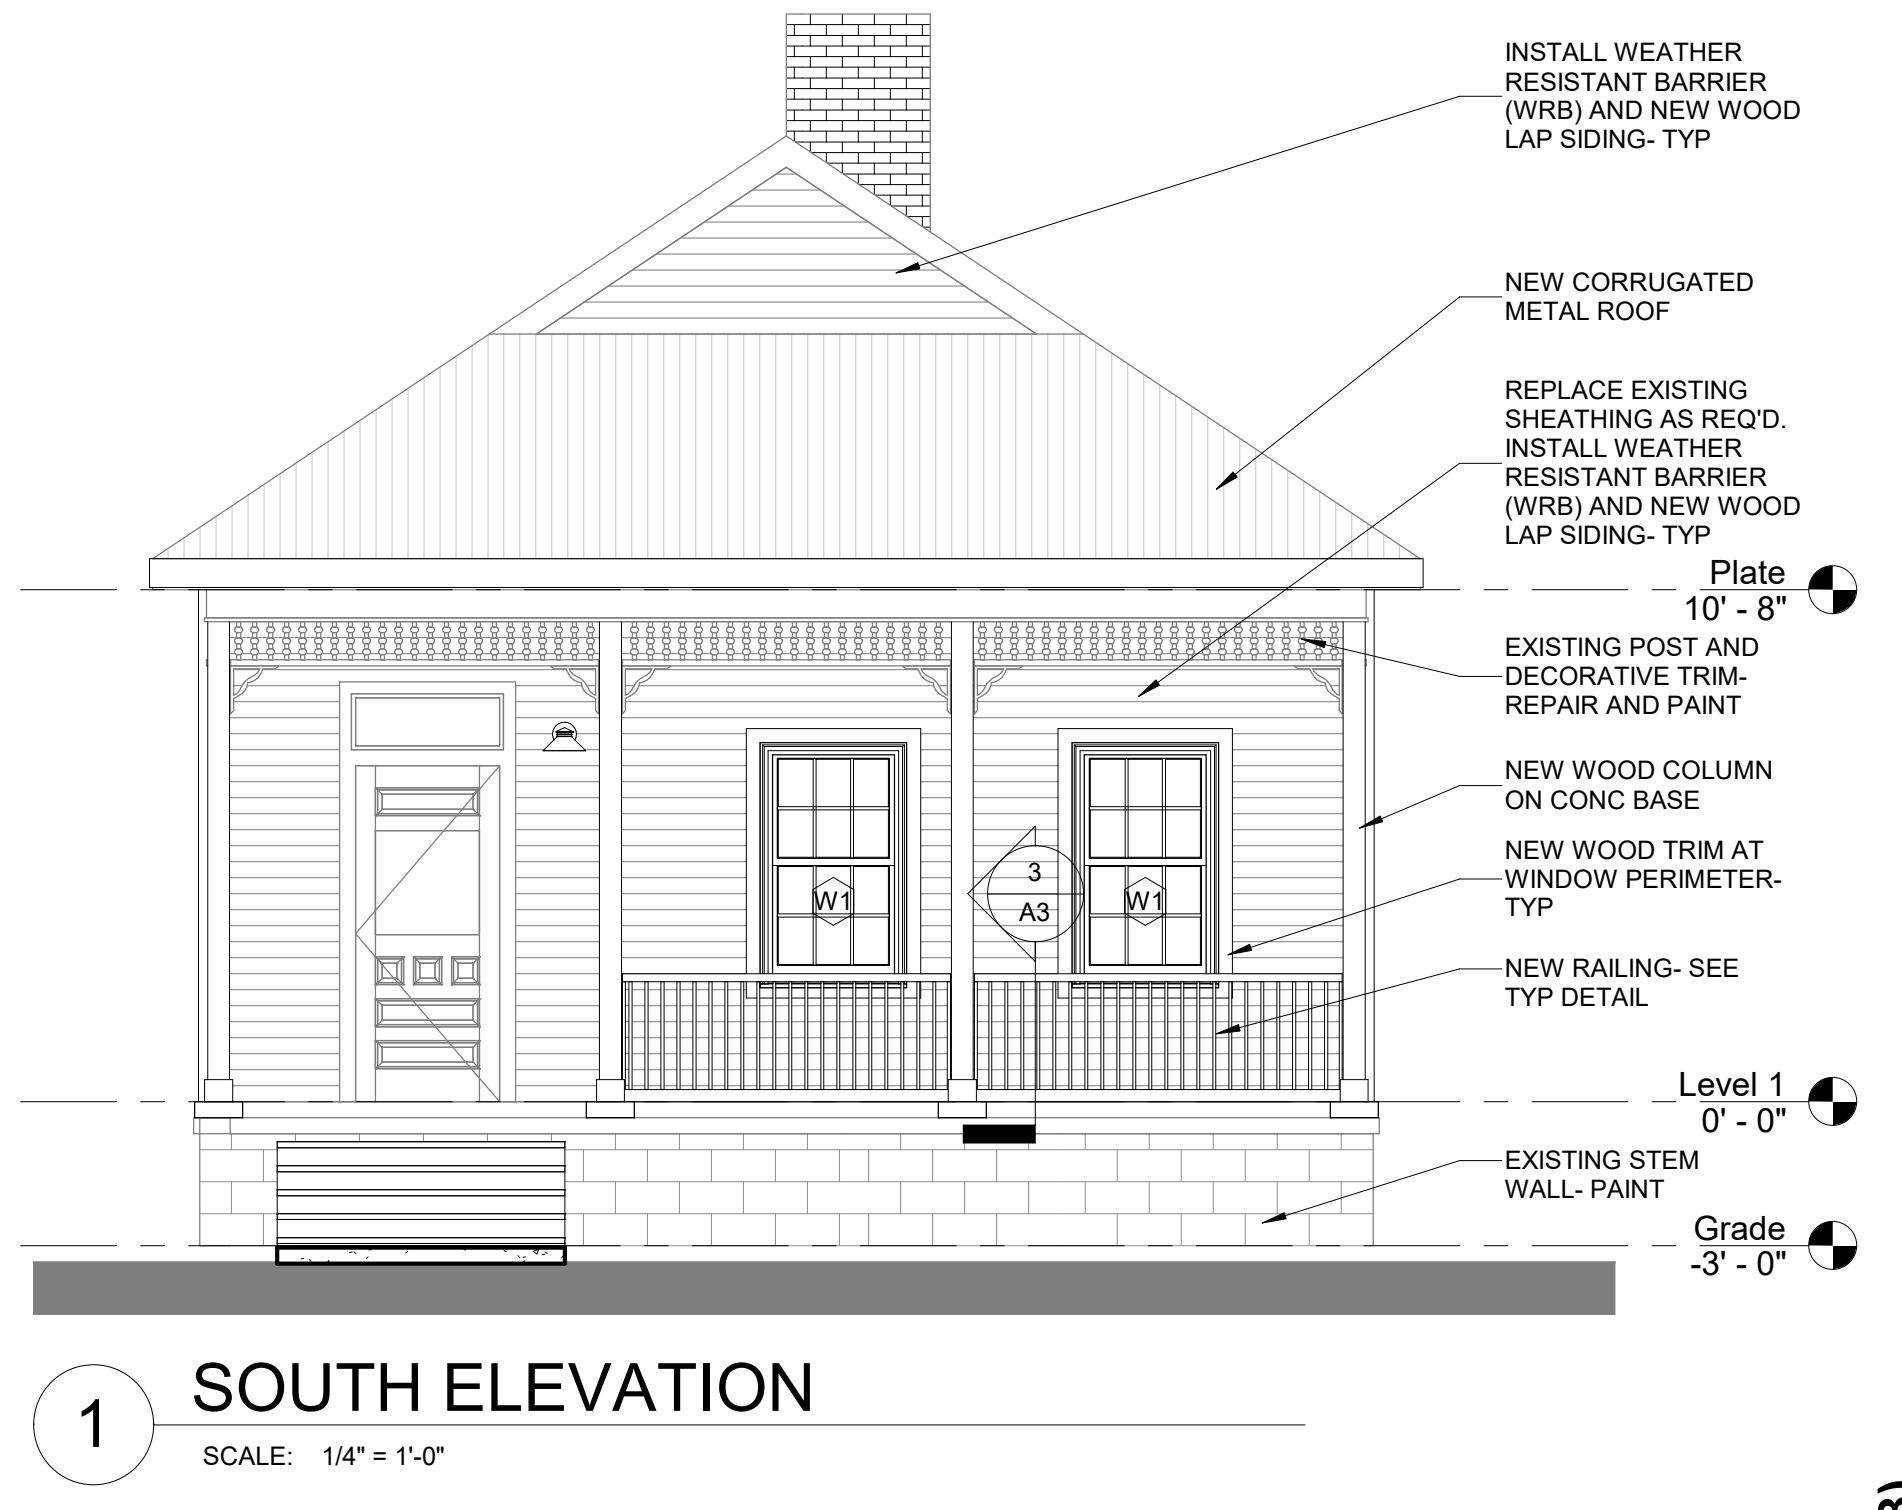 INSTALL WEATHER
RESISTANT BARRIER
(WRB) AND NEW WOOD
LAP SIDING- TYP
NEW CORRUGATED
METAL ROOF
REPLACE EXISTING
SHEATHING AS REQ'D.
INSTALL WEATHER
RESISTANT BARRIER
(WRB) AND NEW WOOD
LAP SIDING- TYP
Plate
10' - 8"
EXISTING POST AND
DECORATIVE TRIM-
REPAIR AND PAINT
NEW WOOD COLUMN
ON CONC BASE
NEW WOOD TRIM AT
WINDOW PERIMETER-
TYP
3
A3
W1
W1
NEW RAILING- SEE
TYP DETAIL
Level 1
0' - 0"
EXISTING STEM
WALL- PAINT
Grade
-3' - 0"
1
SOUTH ELEVATION
SCALE: 1/4" = 1'-0"